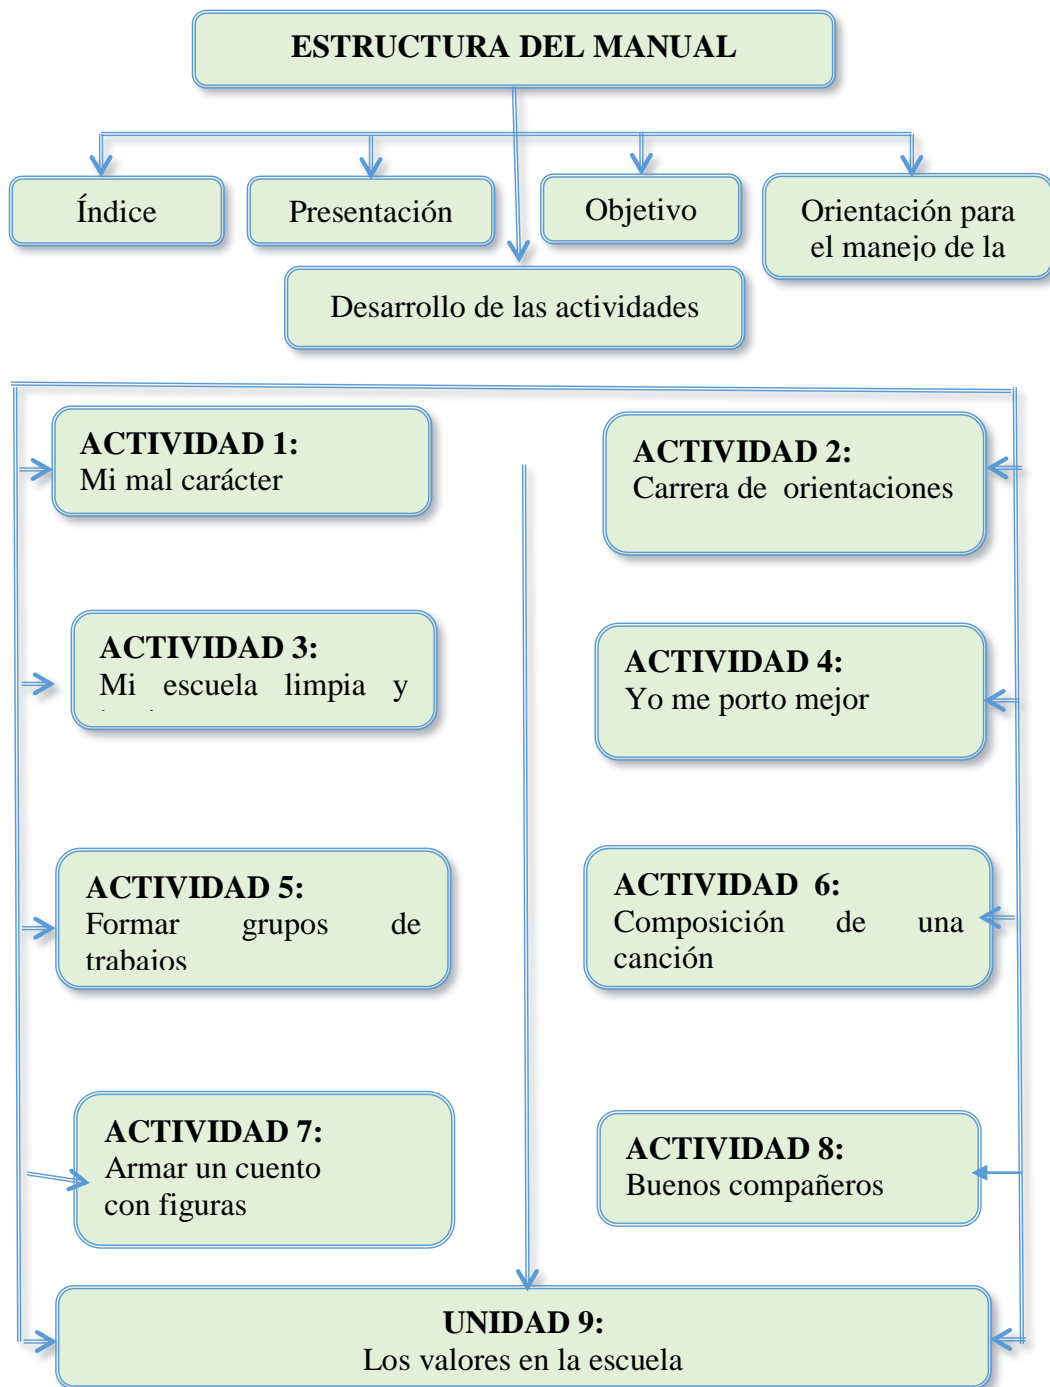 ESTRUCTURA DEL MANUAL
Índice
Presentación
Objetivo
Orientación para
el manejo de la
Desarrollo de las actividades
ACTIVIDAD 1:
Mi mal carácter
ACTIVIDAD 2:
Carrera de  orientaciones
ACTIVIDAD 3:
Mi escuela limpia y
ACTIVIDAD 4:
Yo me porto mejor
ACTIVIDAD 5:
Formar grupos de
trabajos
ACTIVIDAD  6:
Composición de una
canción
ACTIVIDAD 7:
Armar un cuento
con figuras
ACTIVIDAD 8:
Buenos compañeros
UNIDAD 9:
Los valores en la escuela